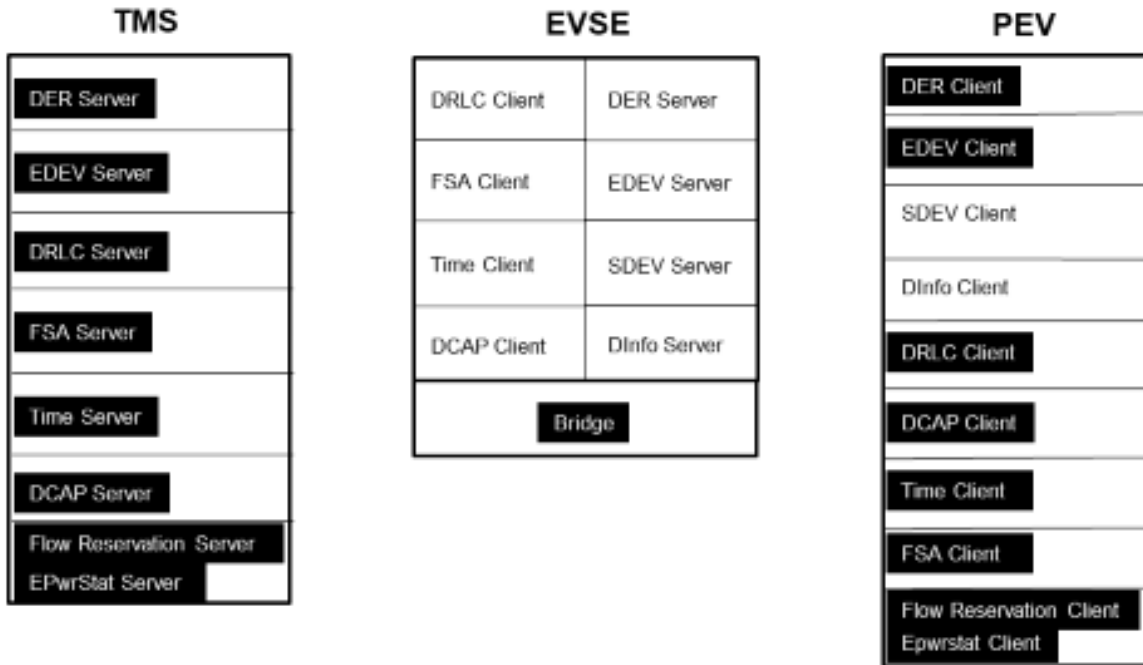 TMS
DER Server
EDEV Server
DRLC Server
FSA Server
Time Server
DCAP Server
Flow Reservation Server
EPwrStat Server
EVSE
DRLC Client
DER Server
FSA Client
EDEV Server
Time Client
SDEV Server
DCAP Client
DInfo Server
Bridge
PEV
DER Client
EDEV Client
SDEV Client
DInfo Client
DRLC Client
DCAP Client
Time Client
FSA Client
Flow Reservation Client
Epwrstat Client